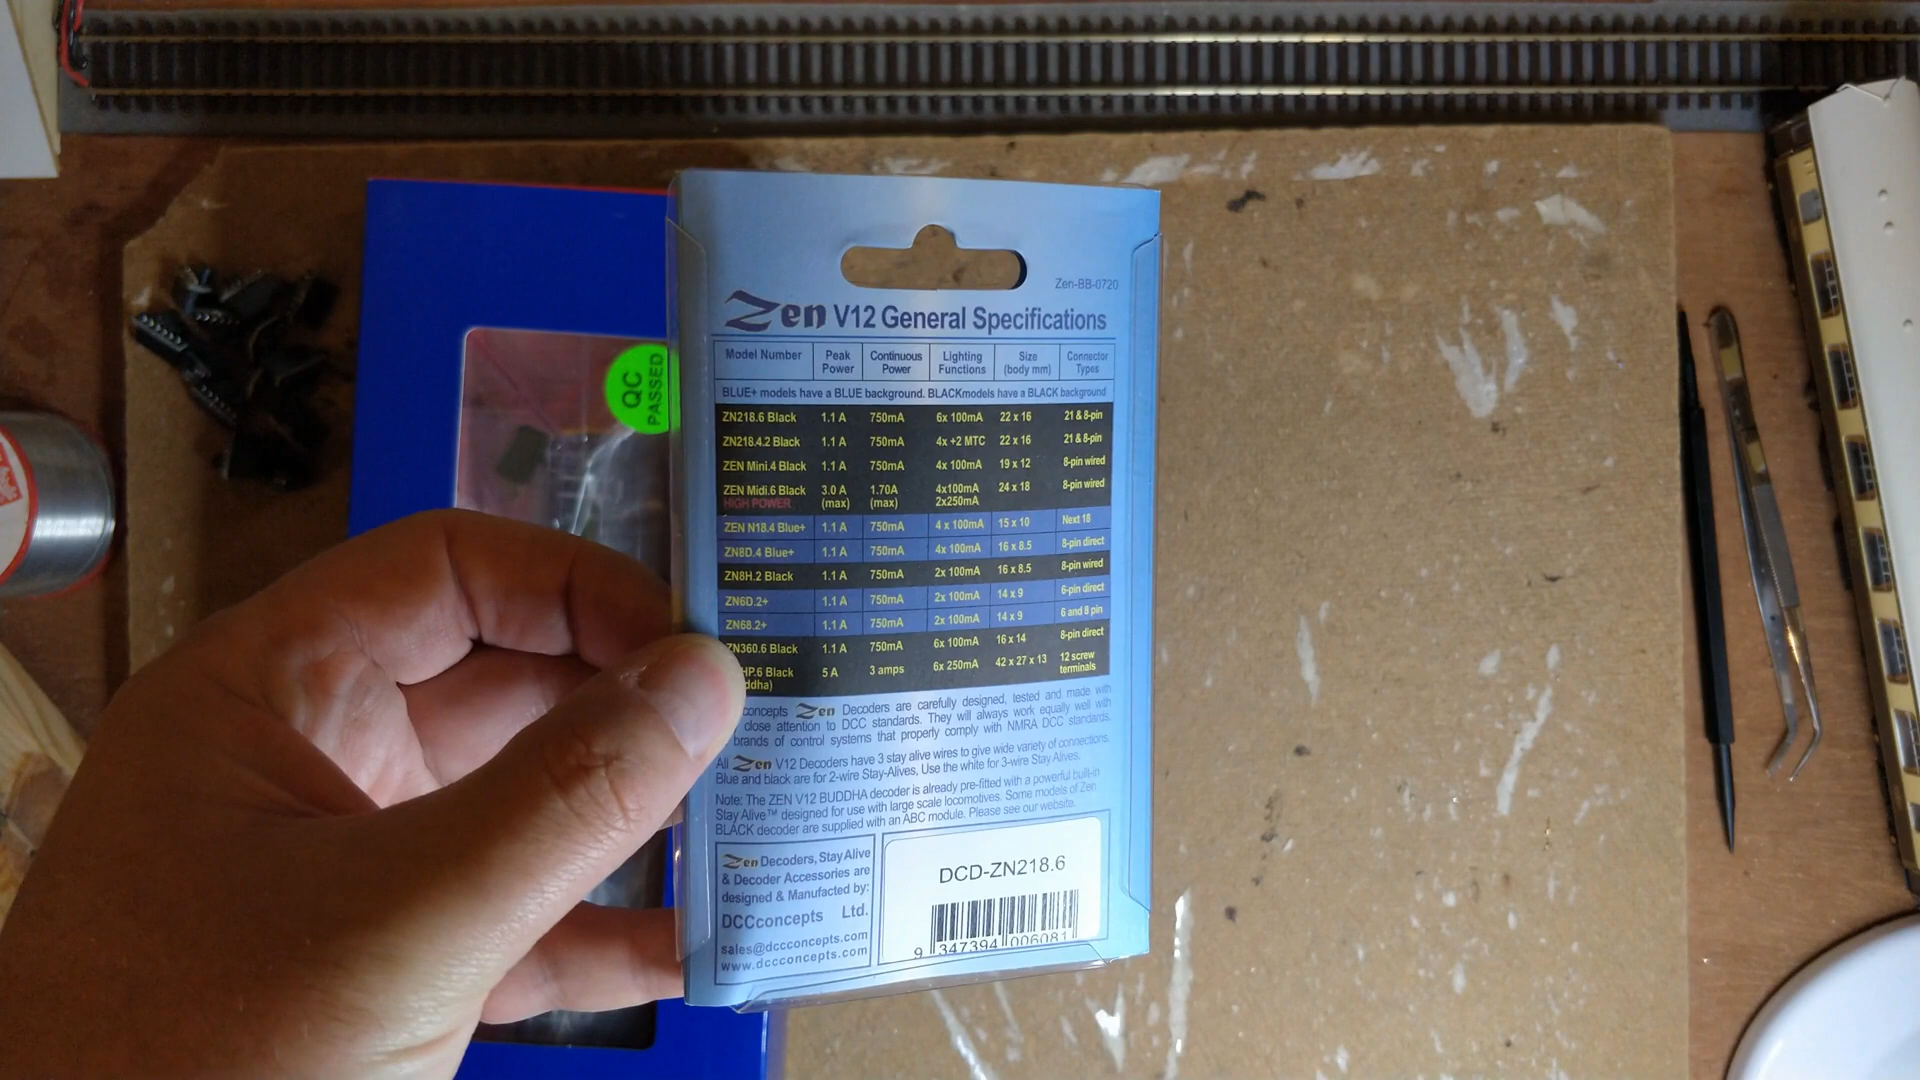 QC
PASSED
Zen-BB-0720
Zen V12 General Specifications
Model Number Peak Power Continuous Power Lighting Functions Size (body mm) Connector Types
BLUE+ models have a BLUE background. BLACKmodels have a BLACK background
ZN218.6 Black 1.1 A 750mA 6x 100mA 22 x 16 21 & 8-pin
ZN218.4.2 Black 1.1 A 750mA 4x +2 MTC 22 x 16 21 & 8-pin
ZEN Mini.4 Black 1.1 A 750mA 4x 100mA 19 x 12 8-pin wired
ZEN Midi.6 Black 3.0 A 1.70A 4x100mA 24 x 18 8-pin wired
HIGH POWER (max) (max) 2x250mA
ZEN N18.4 Blue+ 1.1 A 750mA 4 x 100mA 15 x 10 Next 18
ZN8D.4 Blue+ 1.1 A 750mA 4x 100mA 16 x 8.5 8-pin direct
ZN8H.2 Black 1.1 A 750mA 2x 100mA 16 x 8.5 8-pin wired
ZN6D.2+ 1.1 A 750mA 2x 100mA 14 x 9 6-pin direct
ZN68.2+ 1.1 A 750mA 2x 100mA 14 x 9 6 and 8 pin
ZN360.6 Black 1.1 A 750mA 6x 100mA 16 x 14 8-pin direct
HP.6 Black 5 A 3 amps 6x 250mA 42 x 27 x 13 12 screw
ddha) terminals
concepts Zen Decoders are carefully designed, tested and made with
close attention to DCC standards. They will always work equally well with
brands of control systems that properly comply with NMRA DCC standards.
All Zen V12 Decoders have 3 stay alive wires to give wide variety of connections.
Blue and black are for 2-wire Stay-Alives, Use the white for 3-wire Stay Alives.
Note: The ZEN V12 BUDDHA decoder is already pre-fitted with a powerful built-in
Stay Alive™ designed for use with large scale locomotives. Some models of Zen
BLACK decoder are supplied with an ABC module. Please see our website.
Zen Decoders, Stay Alive
& Decoder Accessories are
designed & Manufacted by:
DCCconcepts Ltd.
sales@dccconcepts.com
www.dccconcepts.com
DCD-ZN218.6
9 347394 006081